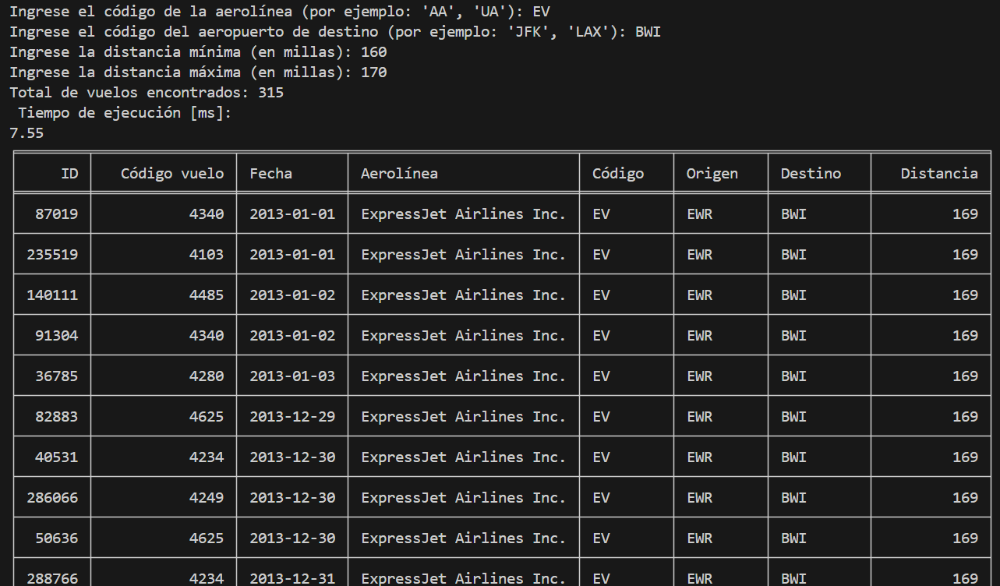 Ingrese el código de la aerolínea (por ejemplo: 'AA', 'UA'): EV
Ingrese el código del aeropuerto de destino (por ejemplo: 'JFK', 'LAX'): BWI
Ingrese la distancia mínima (en millas): 160
Ingrese la distancia máxima (en millas): 170
Total de vuelos encontrados: 315
Tiempo de ejecución [ms]:
7.55
ID Código vuelo Fecha Aerolínea Código Origen Destino Distancia
87019 4340 2013-01-01 ExpressJet Airlines Inc. EV EWR BWI 169
235519 4103 2013-01-01 ExpressJet Airlines Inc. EV EWR BWI 169
140111 4485 2013-01-02 ExpressJet Airlines Inc. EV EWR BWI 169
91304 4340 2013-01-02 ExpressJet Airlines Inc. EV EWR BWI 169
36785 4280 2013-01-03 ExpressJet Airlines Inc. EV EWR BWI 169
82883 4625 2013-12-29 ExpressJet Airlines Inc. EV EWR BWI 169
40531 4234 2013-12-30 ExpressJet Airlines Inc. EV EWR BWI 169
286066 4249 2013-12-30 ExpressJet Airlines Inc. EV EWR BWI 169
50636 4625 2013-12-30 ExpressJet Airlines Inc. EV EWR BWI 169
288766 4234 2013-12-31 ExpressJet Airlines Inc. EV EWR BWI 169